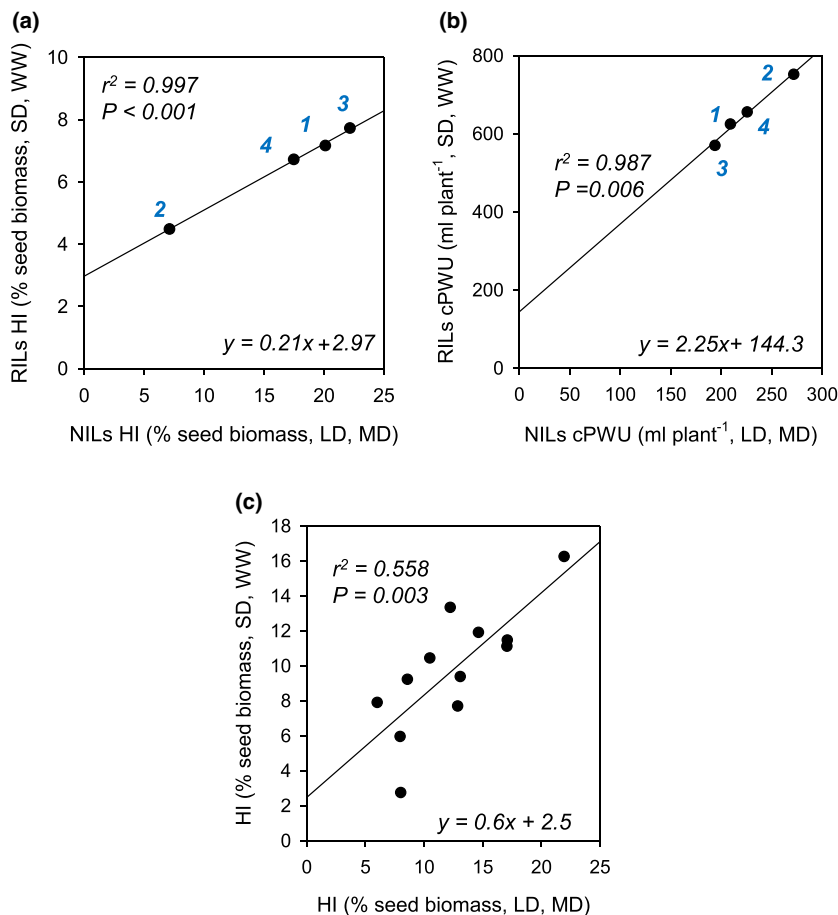 (a)
RILs HI (% seed biomass, SD, WW)
10
8
6
4
2
0
r² = 0.997
P < 0.001
3
1
4
2
y = 0.21x+2.97
0 5 10 15 20 25
NILs HI (% seed biomass, LD, MD)
(b)
RILs cPWU (ml plant⁻¹, SD, WW)
800
600
400
200
0
2
1
4
3
r² = 0.987
P =0.006
y = 2.25x+ 144.3
0 50 100 150 200 250 300
NILs cPWU (ml plant⁻¹, LD, MD)
(c)
HI (% seed biomass, SD, WW)
18
16
14
12
10
8
6
4
2
0
r² = 0.558
P = 0.003
y = 0.6x + 2.5
0 5 10 15 20 25
HI (% seed biomass, LD, MD)